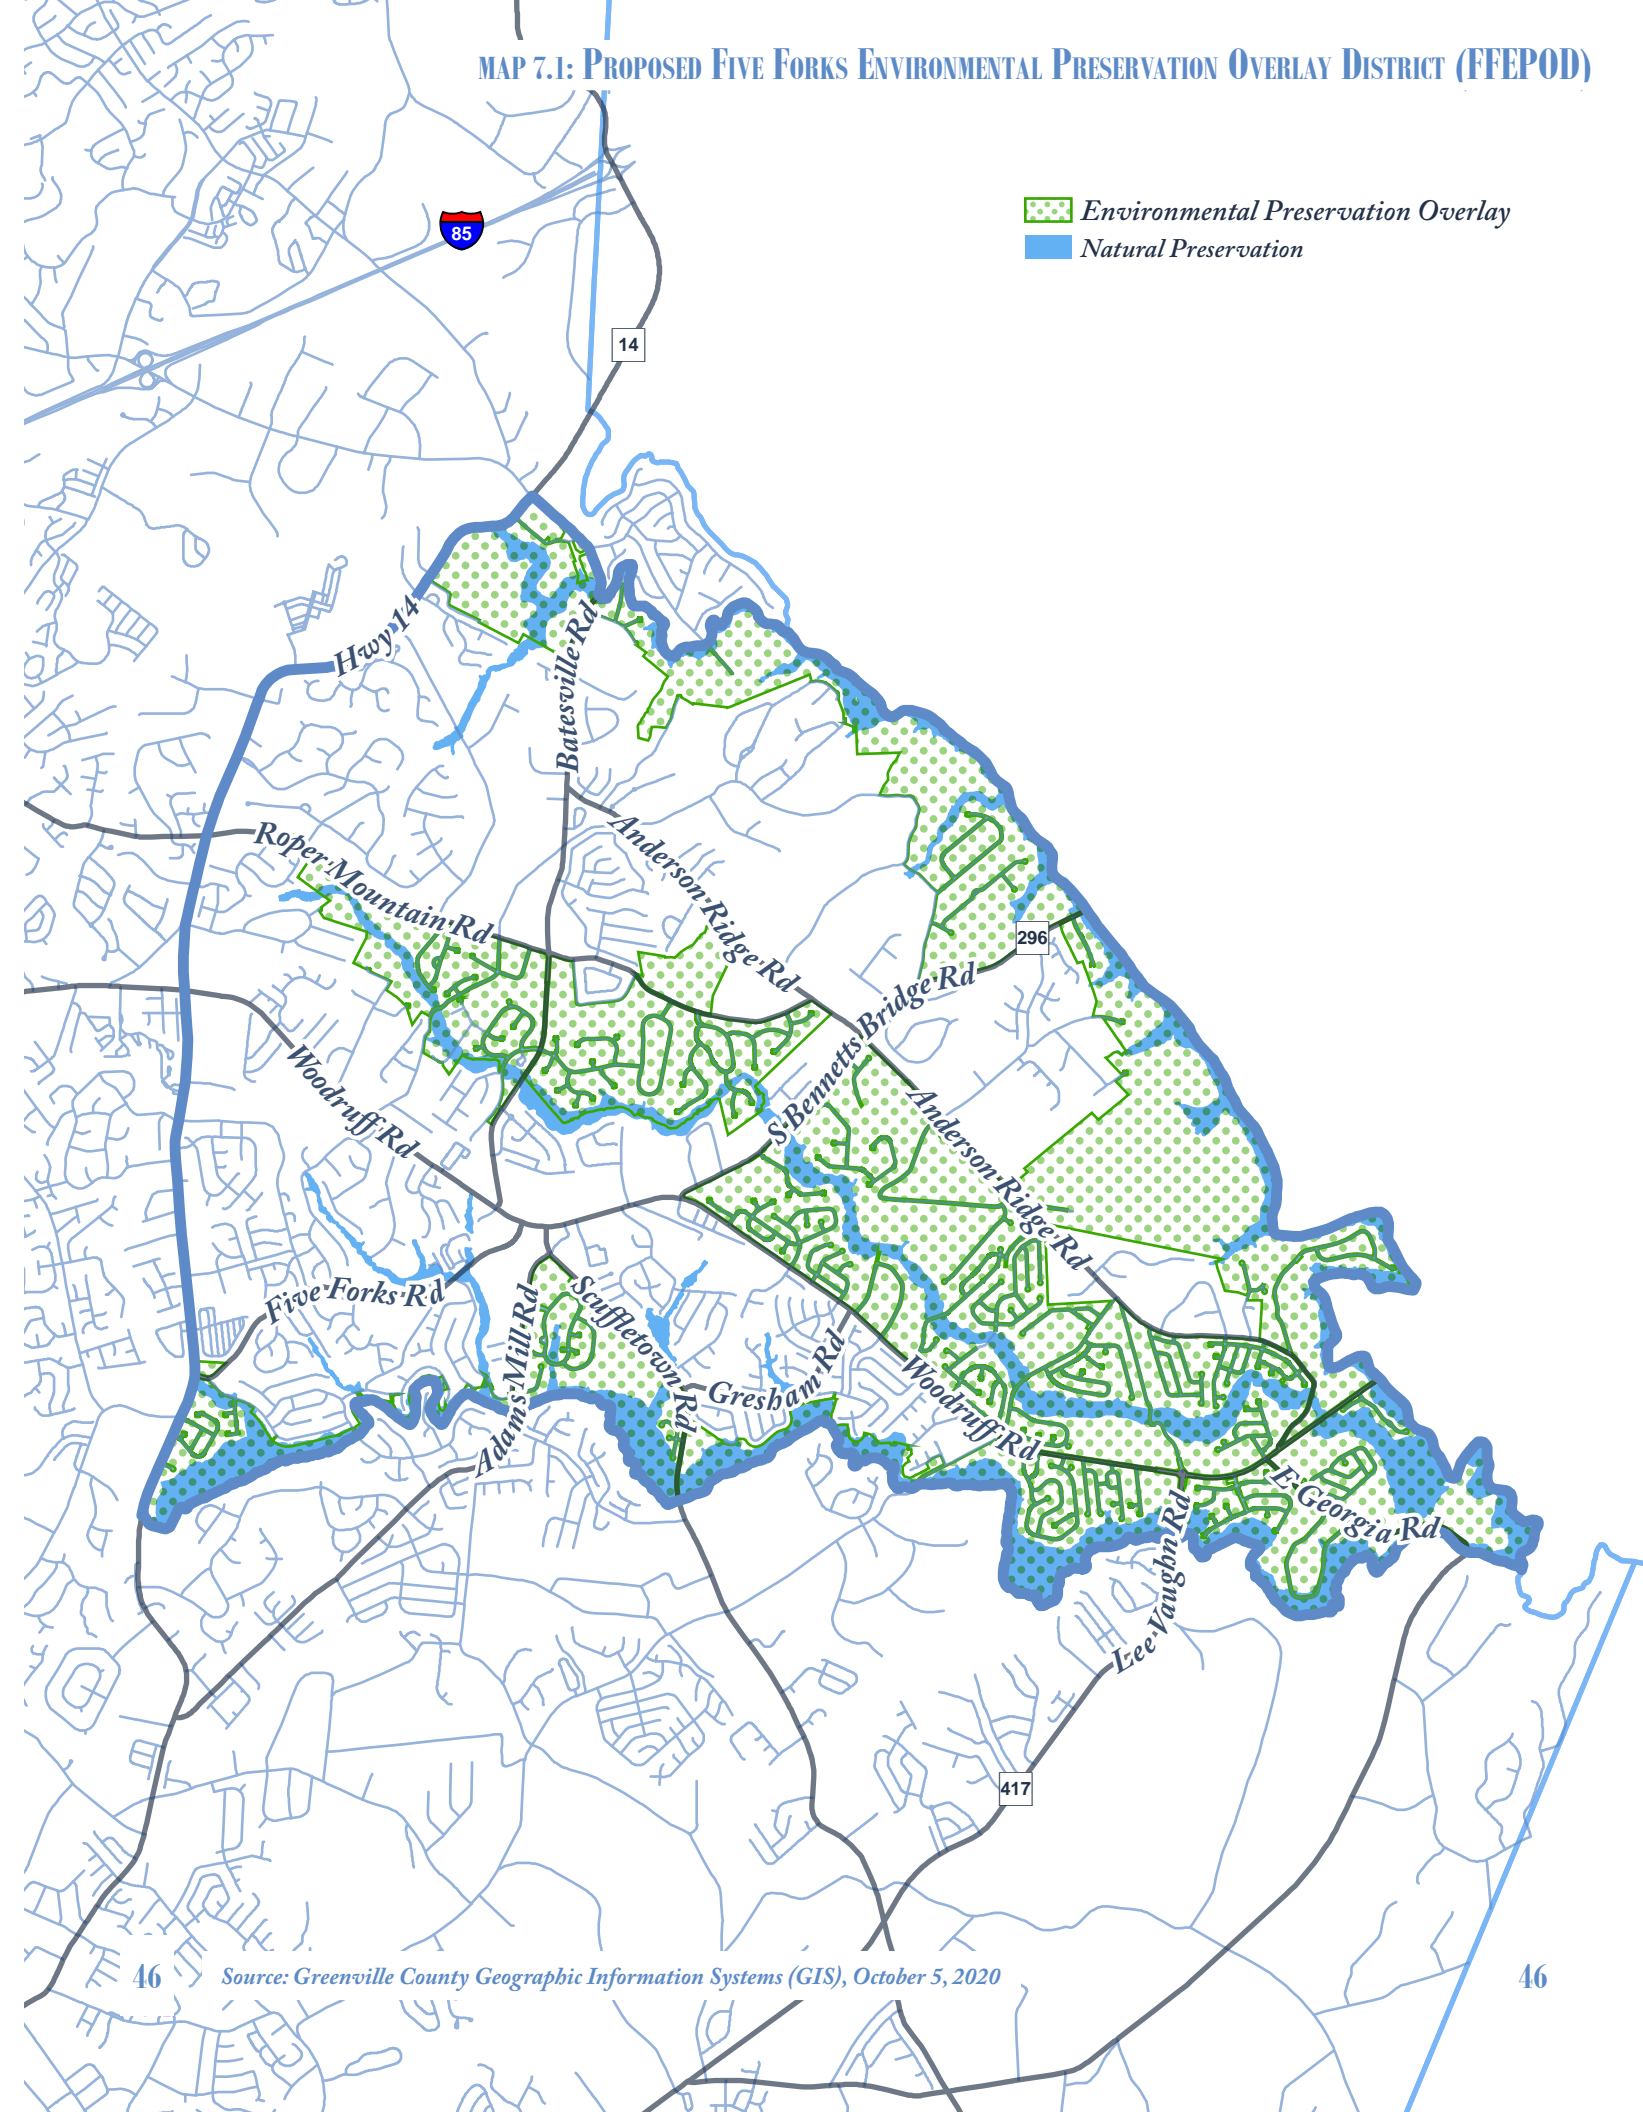 MAP 7.1: PROPOSED FIVE FORKS ENVIRONMENTAL PRESERVATION OVERLAY DISTRICT (FFEPOD)
Environmental Preservation Overlay
Natural Preservation
85
14
Hwy 14
Batesville Rd
Roper Mountain Rd
Anderson Ridge Rd
296
S Bennetts Bridge Rd
Woodruff Rd
Anderson Ridge Rd
Five Forks Rd
Adams Mill Rd
Scuffletown Rd
Gresham Rd
Woodruff Rd
E Georgia Rd
Lee Vaughn Rd
417
46
Source: Greenville County Geographic Information Systems (GIS), October 5, 2020
46